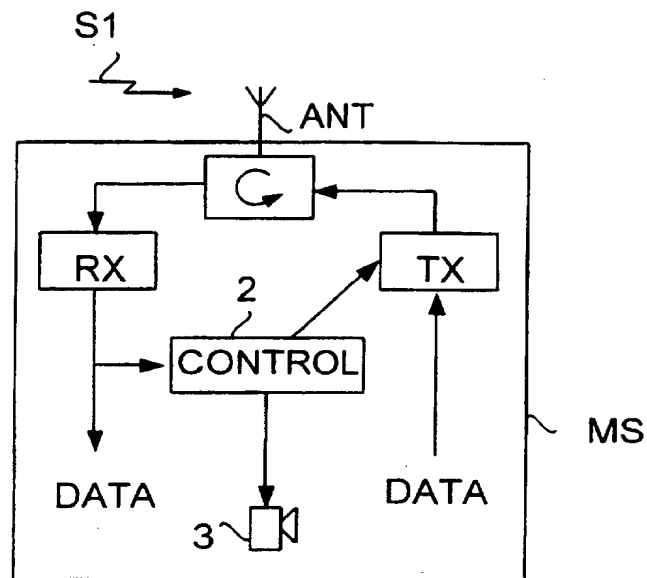 S1
ANT
RX
TX
2
CONTROL
MS
DATA
DATA
3